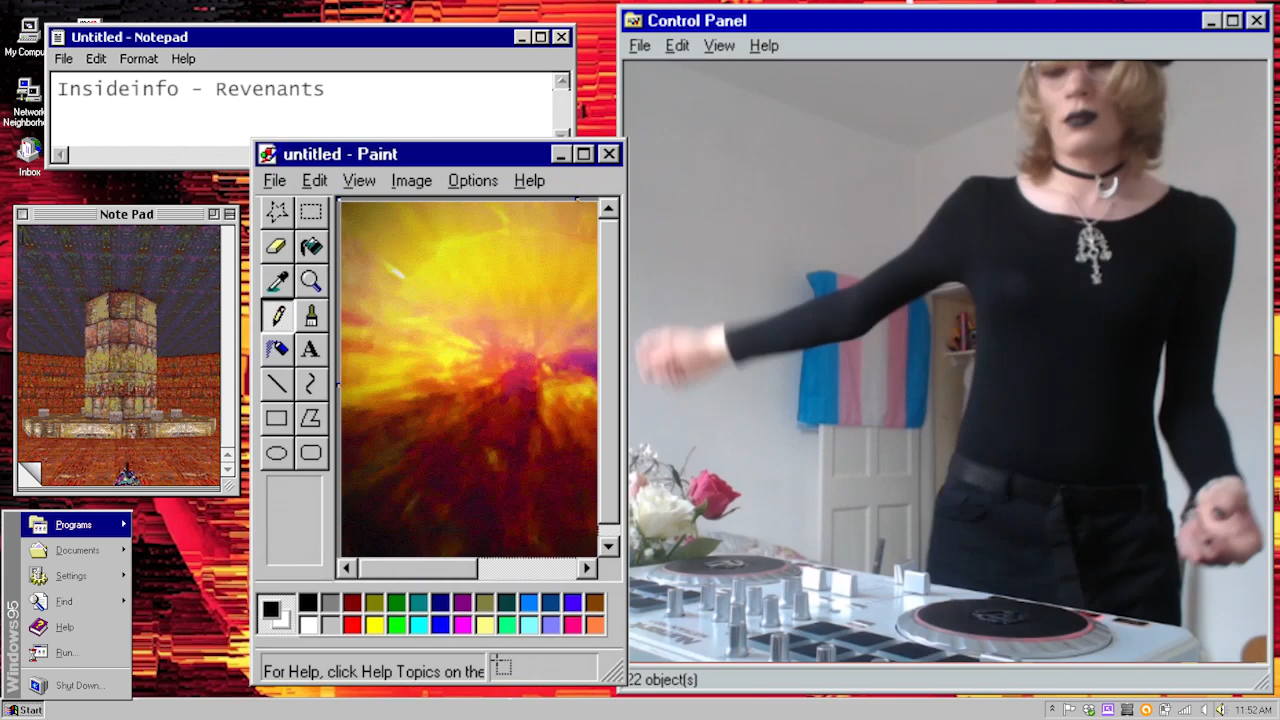 My Compu
Network
Neighborho
Inbox
Untitled - Notepad
File Edit Format Help
Insideinfo - Revenants
Note Pad
untitled - Paint
File Edit View Image Options Help
A
For Help, click Help Topics on the
Control Panel
File Edit View Help
22 object(s)
Windows95
Programs
Documents
Settings
Find
Help
Run...
Shut Down...
Start
11:52 AM